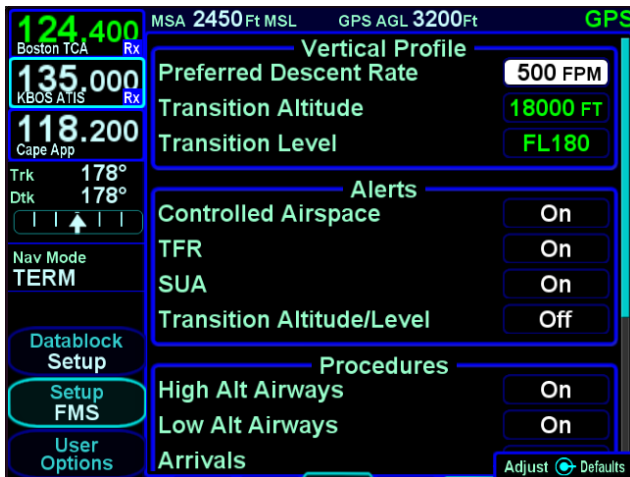 MSA 2450 Ft MSL GPS AGL 3200Ft GPS
124.400
Boston TCA Rx
135.000
KBOS ATIS Rx
118.200
Cape App
Trk 178°
Dtk 178°
Nav Mode
TERM
Datablock
Setup
Setup
FMS
User
Options
Vertical Profile
Preferred Descent Rate 500 FPM
Transition Altitude 18000 FT
Transition Level FL180
Alerts
Controlled Airspace On
TFR On
SUA On
Transition Altitude/Level Off
Procedures
High Alt Airways On
Low Alt Airways On
Arrivals
Adjust Defaults